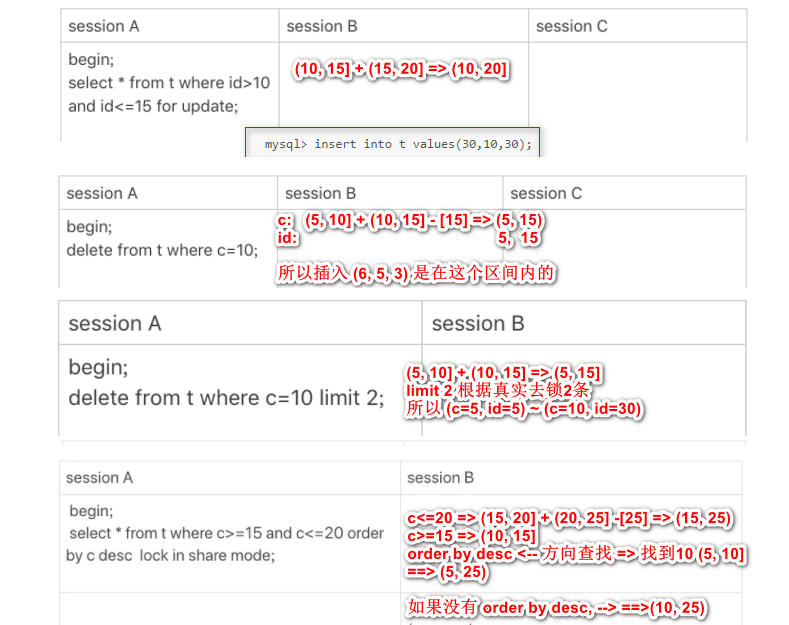 session A session B session C
begin;
select * from t where id>10
and id<=15 for update;
(10, 15] + (15, 20] => (10, 20]
mysql> insert into t values(30,10,30);
session A session B session C
begin;
delete from t where c=10;
c: (5, 10] + (10, 15] - [15] => (5, 15)
id: 5, 15
所以插入 (6, 5, 3) 是在这个区间内的
session A session B
begin;
delete from t where c=10 limit 2;
(5, 10] + (10, 15] => (5, 15]
limit 2 根据真实去锁2条
所以 (c=5, id=5) ~ (c=10, id=30)
session A session B
begin;
select * from t where c>=15 and c<=20 order
by c desc lock in share mode;
c<=20 => (15, 20] + (20, 25] -[25] => (15, 25)
c>=15 => (10, 15]
order by desc <-- 方向查找 => 找到10 (5, 10]
==> (5, 25)
如果没有 order by desc, --> ==>(10, 25)